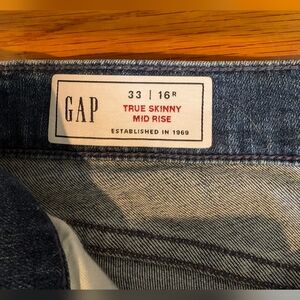 GAP
33 | 16R
TRUE SKINNY
MID RISE
ESTABLISHED IN 1969